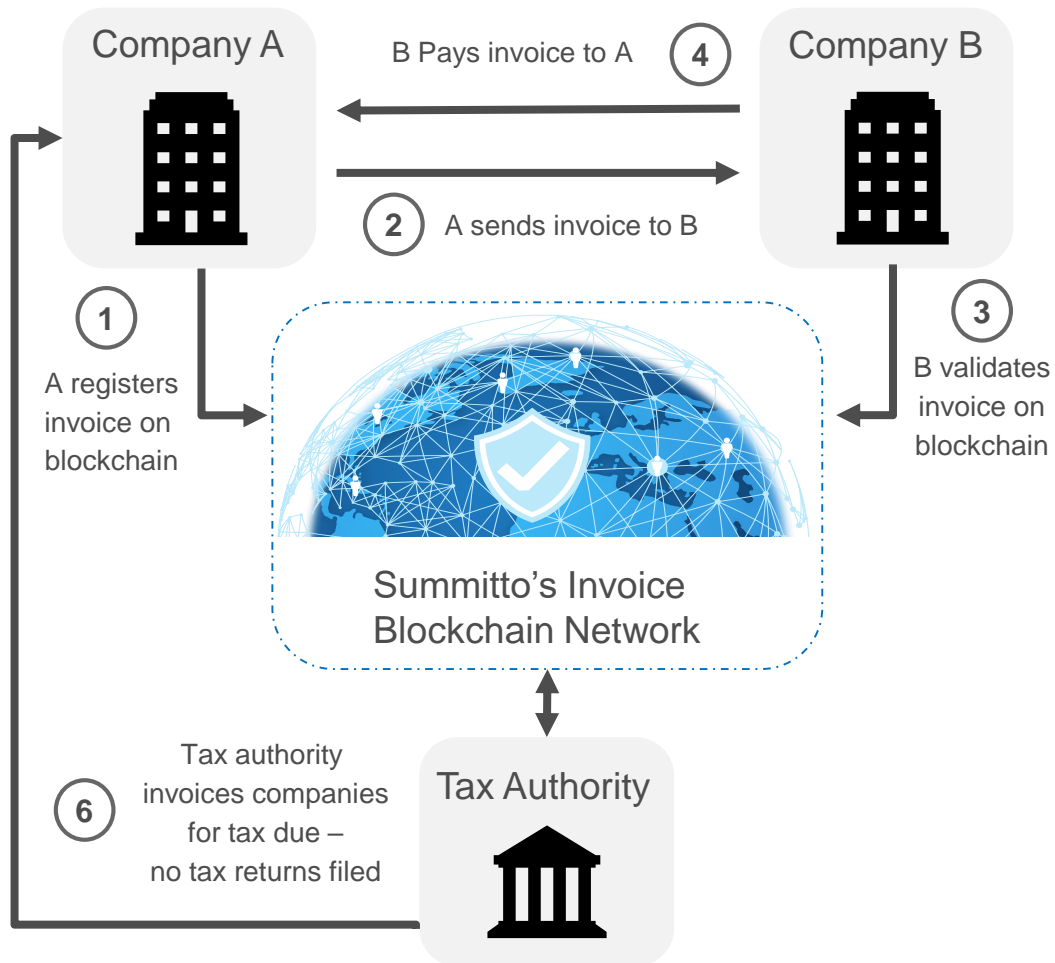 Company A
B Pays invoice to A
4
Company B
2
A sends invoice to B
1
A registers
invoice on
blockchain
3
B validates
invoice on
blockchain
Summitto’s Invoice
Blockchain Network
6
Tax authority
invoices companies
for tax due –
no tax returns filed
Tax Authority